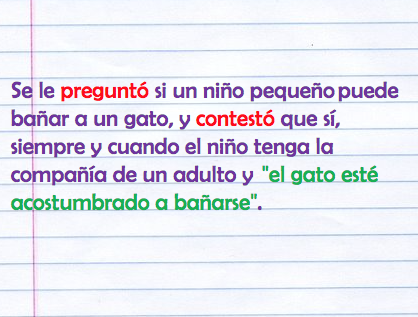 Se le preguntó si un niño pequeño puede
bañar a un gato, y contestó que sí,
siempre y cuando el niño tenga la
compañía de un adulto y "el gato esté
acostumbrado a bañarse".